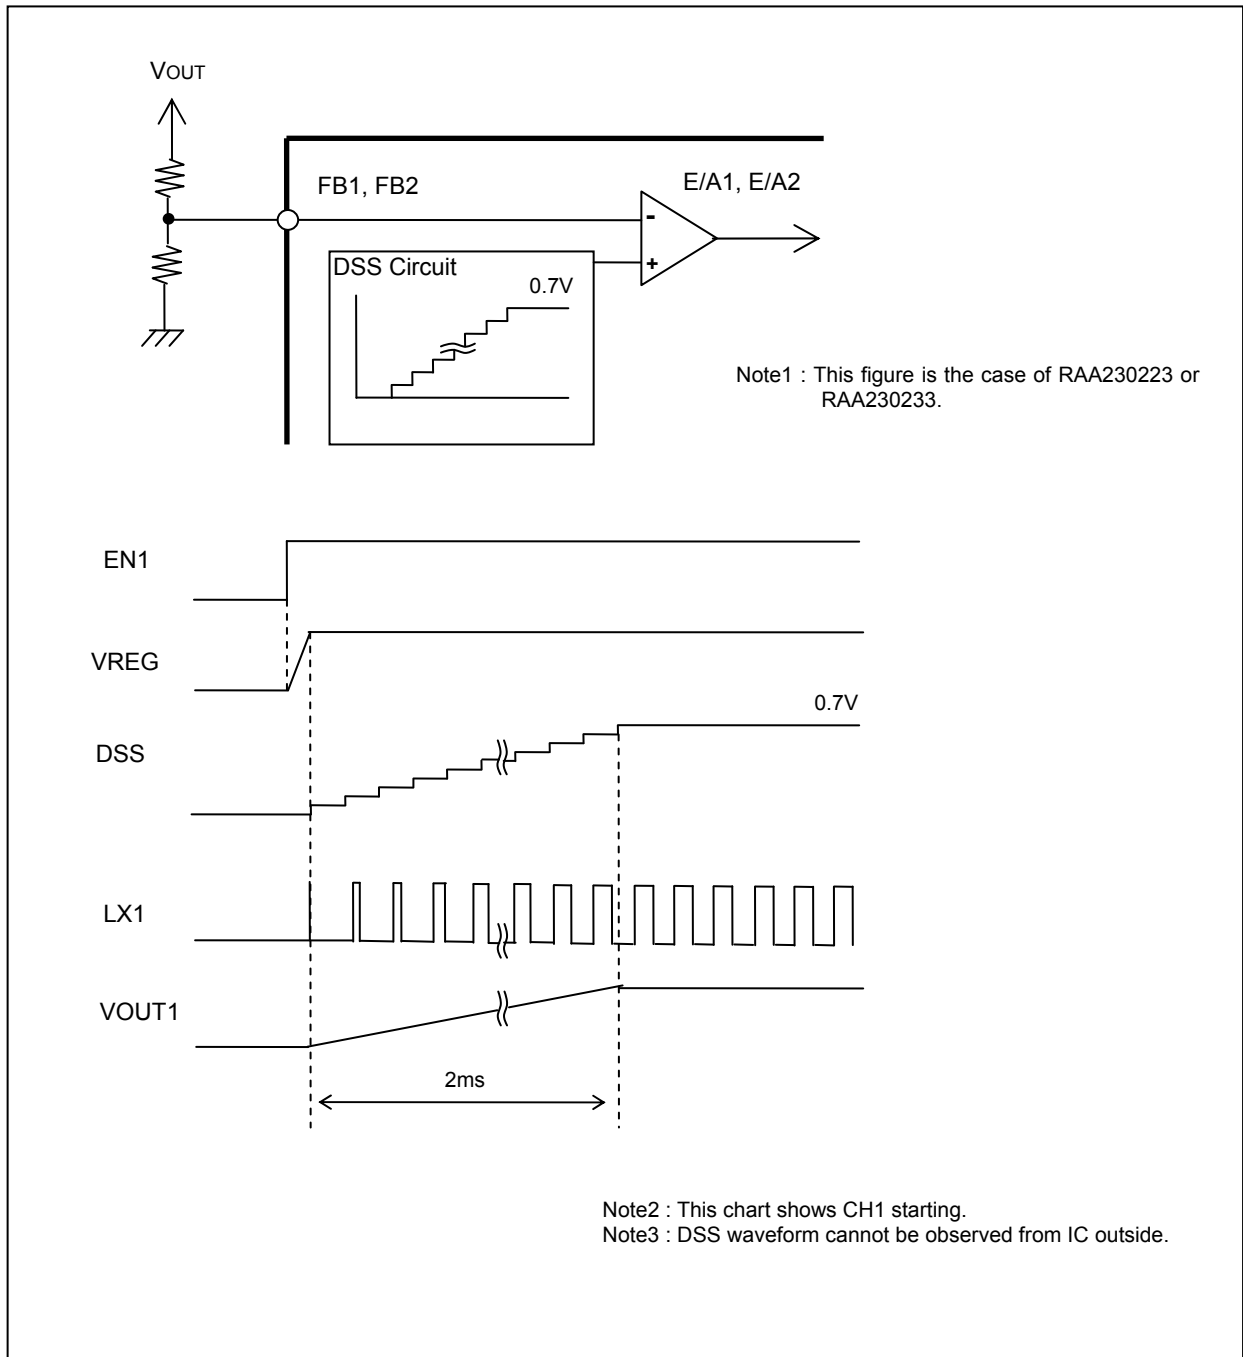 VOUT
FB1, FB2
E/A1, E/A2
-
+
DSS Circuit
0.7V
Note1 : This figure is the case of RAA230223 or
RAA230233.
EN1
VREG
0.7V
DSS
LX1
VOUT1
2ms
Note2 : This chart shows CH1 starting.
Note3 : DSS waveform cannot be observed from IC outside.